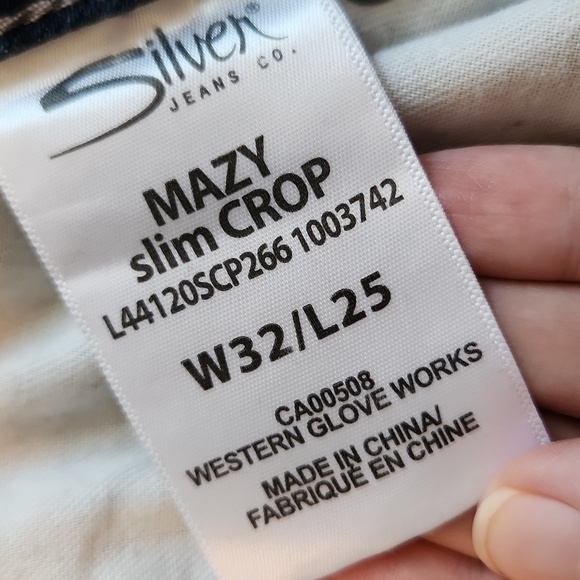 Silver
JEANS CO.
MAZY
slim CROP
L44120SCP266 1003742
W32/L25
CA00508
WESTERN GLOVE WORKS
MADE IN CHINA/
FABRIQUÉ EN CHINE